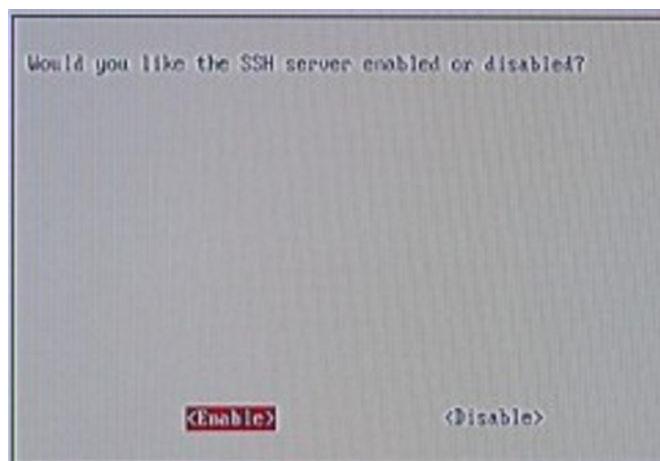 Would you like the SSH server enabled or disabled?
<Enable> <Disable>